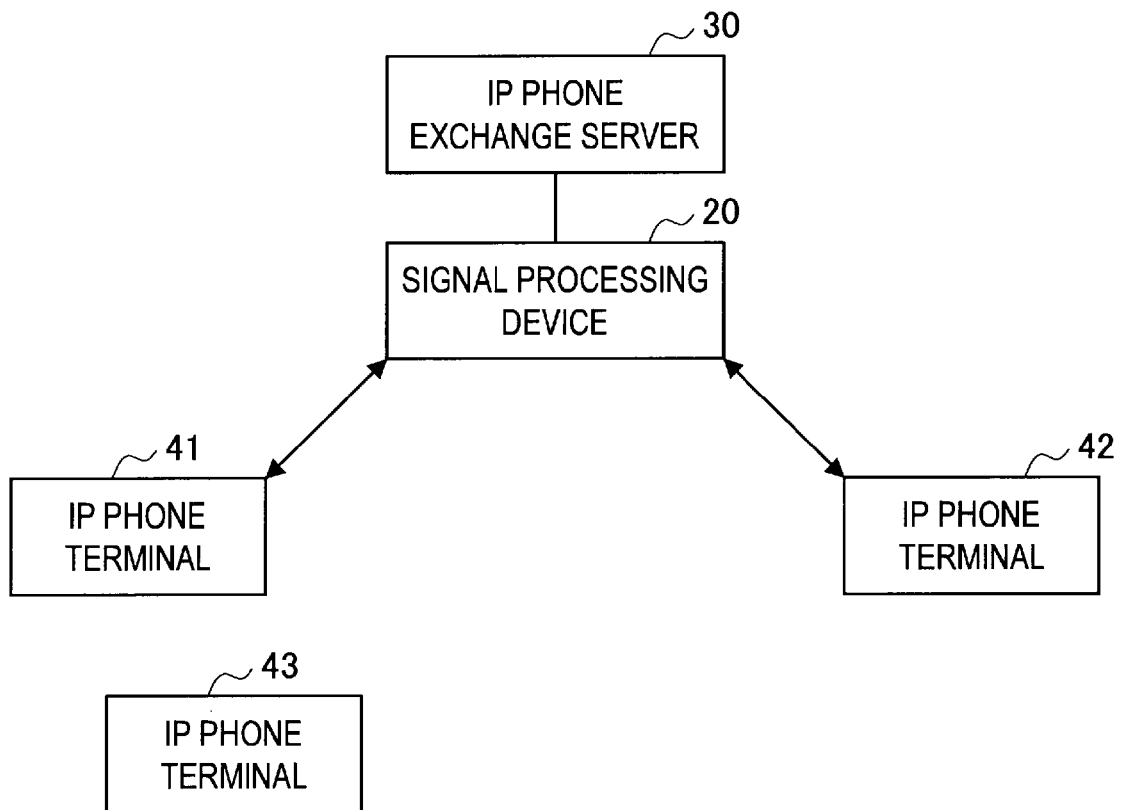 30
IP PHONE
EXCHANGE SERVER
20
SIGNAL PROCESSING
DEVICE
41
IP PHONE
TERMINAL
42
IP PHONE
TERMINAL
43
IP PHONE
TERMINAL